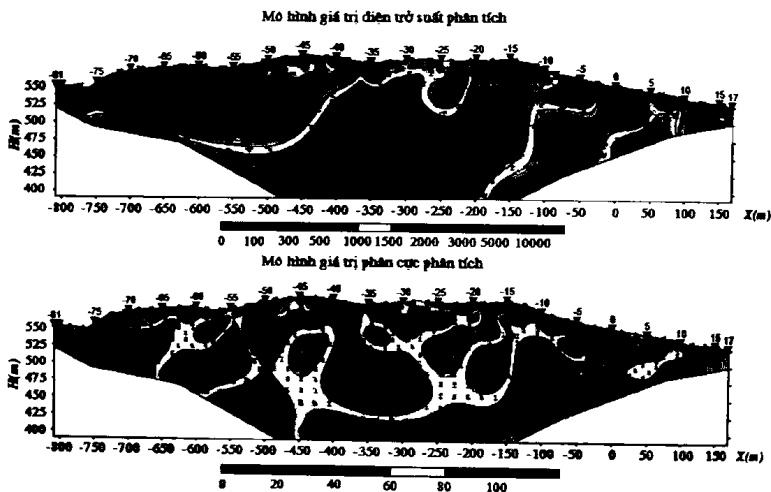 Mô hình giá trị điện trở suất phân tích
-81 -75 -70 -65 -60 -55 -50 -45 -40 -35 -30 -25 -20 -15 -10 -5 0 5 10 15 17
550
525
500
475
450
425
400
H(m)
-800 -750 -700 -650 -600 -550 -500 -450 -400 -350 -300 -250 -200 -150 -100 -50 0 50 100 150 X(m)
0 100 300 500 1000 1500 2000 3000 5000 10000
Mô hình giá trị phân cực phân tích
-81 -75 -70 -65 -60 -55 -50 -45 -40 -35 -30 -25 -20 -15 -10 -5 0 5 10 15 17
550
525
500
475
450
425
400
H(m)
-800 -750 -700 -650 -600 -550 -500 -450 -400 -350 -300 -250 -200 -150 -100 -50 0 50 100 150 X(m)
0 20 40 60 80 100